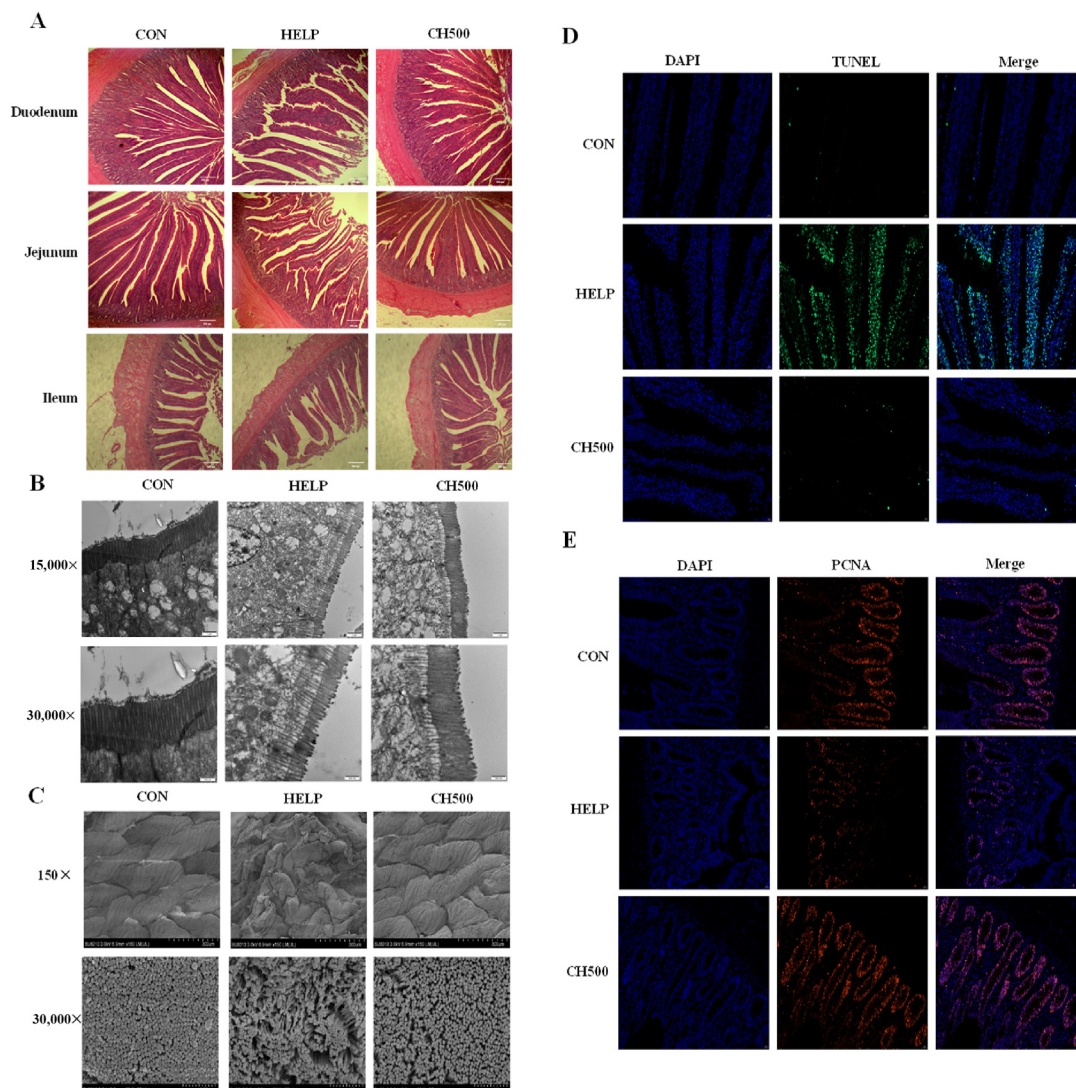 A
CON HELP CH500
Duodenum
Jejunum
Ileum
B
CON HELP CH500
15,000×
30,000×
C
CON HELP CH500
150×
30,000×
D
DAPI TUNEL Merge
CON
HELP
CH500
E
DAPI PCNA Merge
CON
HELP
CH500